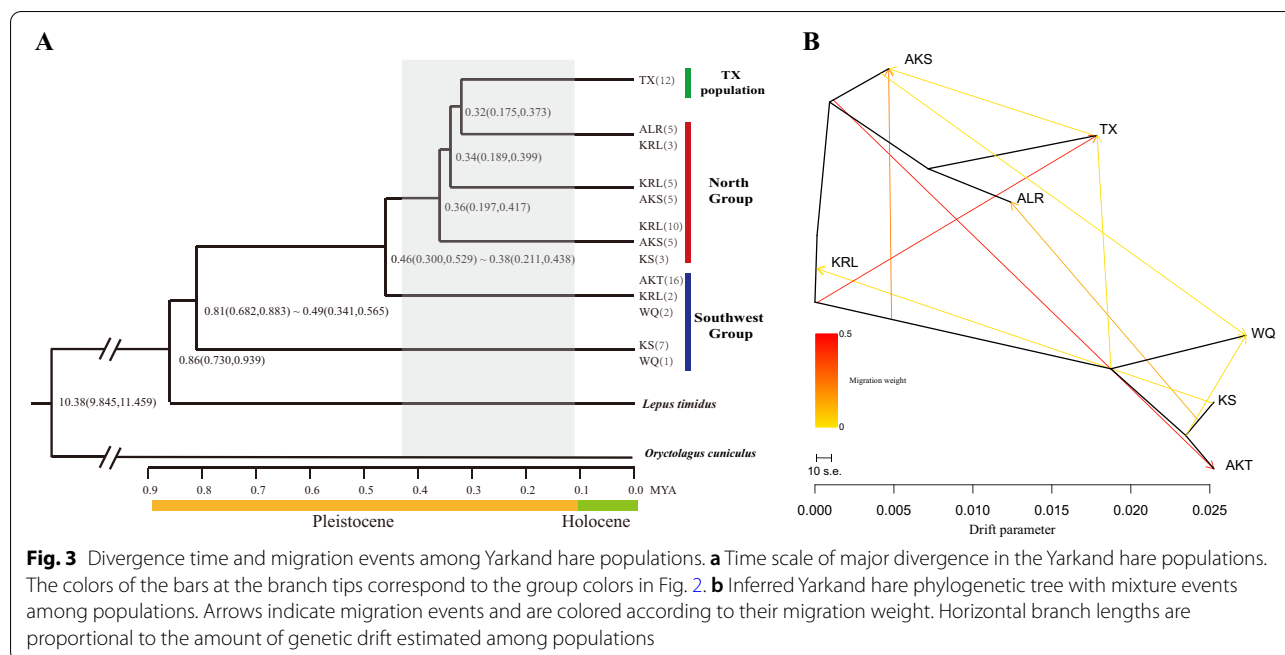 A
TX(12)
TX
population
0.32(0.175,0.373)
ALR(5)
KRL(3)
0.34(0.189,0.399)
KRL(5)
AKS(5)
North
Group
0.36(0.197,0.417)
KRL(10)
AKS(5)
KS(3)
0.46(0.300,0.529) ~ 0.38(0.211,0.438)
AKT(16)
KRL(2)
WQ(2)
Southwest
Group
0.81(0.682,0.883) ~ 0.49(0.341,0.565)
KS(7)
WQ(1)
0.86(0.730,0.939)
10.38(9.845,11.459)
Lepus timidus
Oryctolagus cuniculus
0.9 0.8 0.7 0.6 0.5 0.4 0.3 0.2 0.1 0.0 MYA
Pleistocene Holocene
B
AKS
TX
ALR
KRL
WQ
KS
AKT
0.5
Migration weight
0
10 s.e.
0.000 0.005 0.010 0.015 0.020 0.025
Drift parameter
Fig. 3 Divergence time and migration events among Yarkand hare populations. a Time scale of major divergence in the Yarkand hare populations.
The colors of the bars at the branch tips correspond to the group colors in Fig. 2. b Inferred Yarkand hare phylogenetic tree with mixture events
among populations. Arrows indicate migration events and are colored according to their migration weight. Horizontal branch lengths are
proportional to the amount of genetic drift estimated among populations